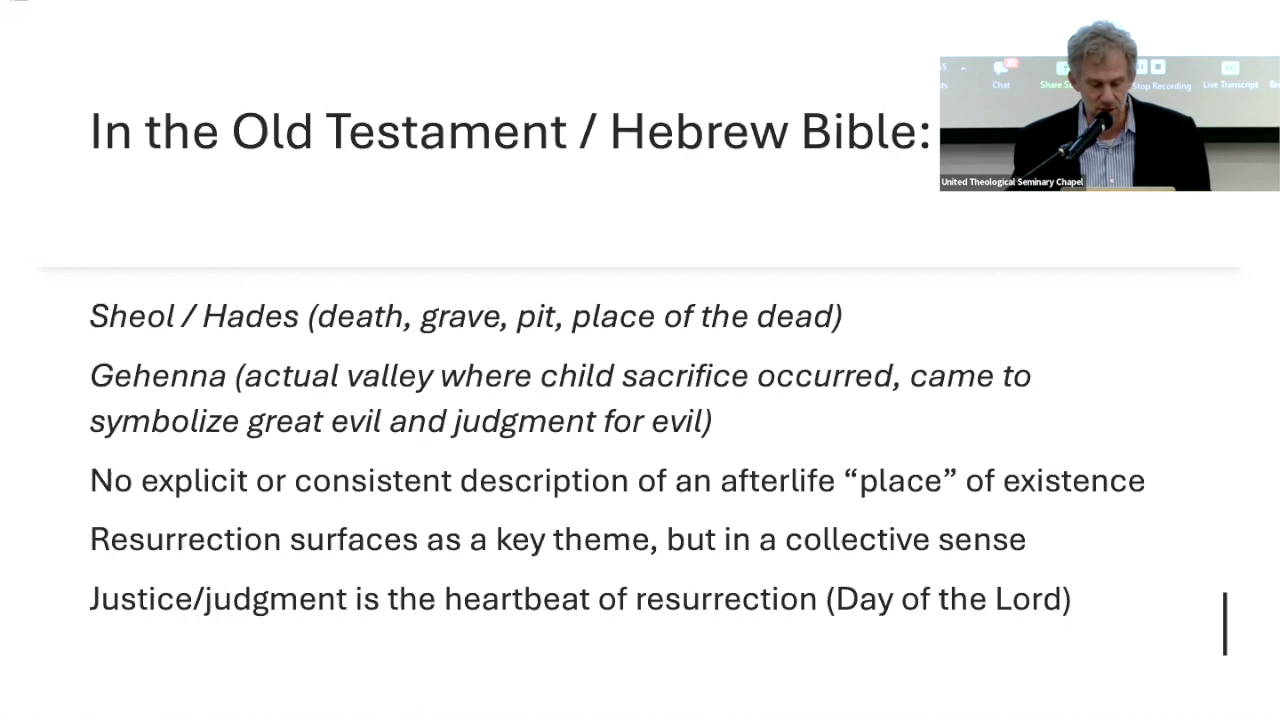 In the Old Testament / Hebrew Bible:
25
Chat
Share S
Stop Recording
CC
Live Transcript
United Theological Seminary Chapel
Sheol / Hades (death, grave, pit, place of the dead)
Gehenna (actual valley where child sacrifice occurred, came to
symbolize great evil and judgment for evil)
No explicit or consistent description of an afterlife “place” of existence
Resurrection surfaces as a key theme, but in a collective sense
Justice/judgment is the heartbeat of resurrection (Day of the Lord)